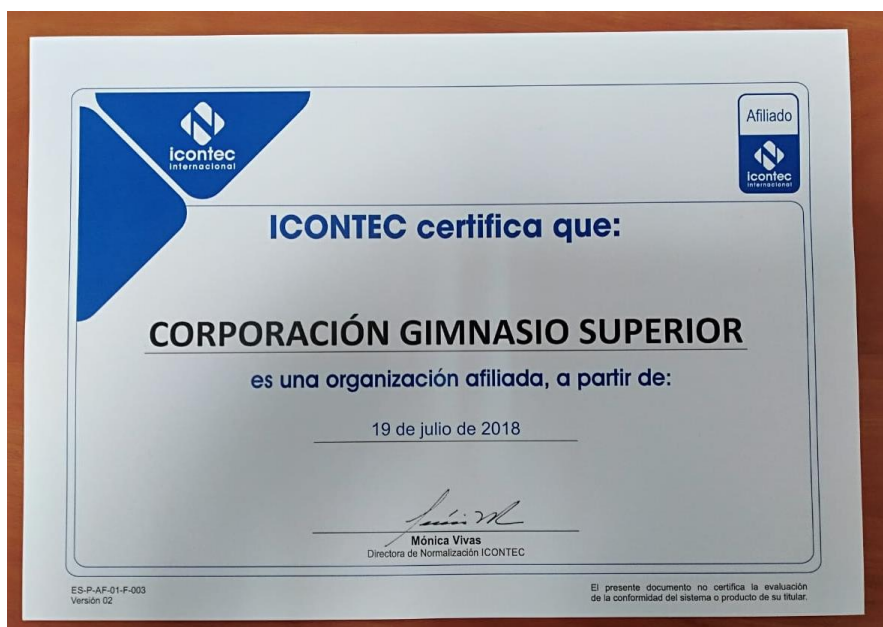 icontec
internacional
Afiliado
icontec
internacional
ICONTEC certifica que:
CORPORACIÓN GIMNASIO SUPERIOR
es una organización afiliada, a partir de:
19 de julio de 2018
Mónica Vivas
Directora de Normalización ICONTEC
ES-P-AF-01-F-003
Versión 02
El presente documento no certifica la evaluación
de la conformidad del sistema o producto de su titular.